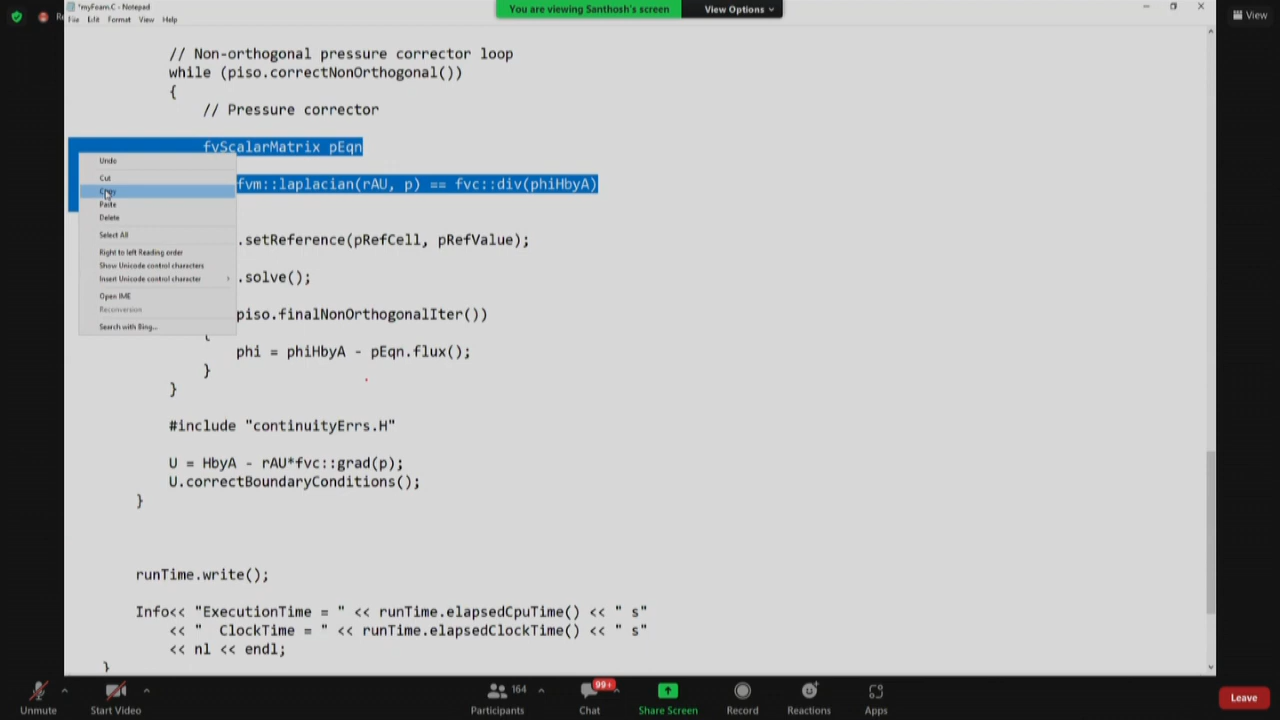 *myFoam.C - Notepad
File Edit Format View Help
You are viewing Santhosh's screen
View Options
View
// Non-orthogonal pressure corrector loop
while (piso.correctNonOrthogonal())
{
// Pressure corrector
fvScalarMatrix pEqn
fvm::laplacian(rAU, p) == fvc::div(phiHbyA)
.setReference(pRefCell, pRefValue);
.solve();
piso.finalNonOrthogonalIter())
{
phi = phiHbyA - pEqn.flux();
}
}
#include "continuityErrs.H"
U = HbyA - rAU*fvc::grad(p);
U.correctBoundaryConditions();
}
runTime.write();
Info<< "ExecutionTime = " << runTime.elapsedCpuTime() << " s"
<< "  ClockTime = " << runTime.elapsedClockTime() << " s"
<< nl << endl;
}
Undo
Cut
Copy
Paste
Delete
Select All
Right to left Reading order
Show Unicode control characters
Insert Unicode control character
Open IME
Reconversion
Search with Bing...
Unmute
Start Video
164
Participants
99+
Chat
Share Screen
Record
Reactions
Apps
Leave